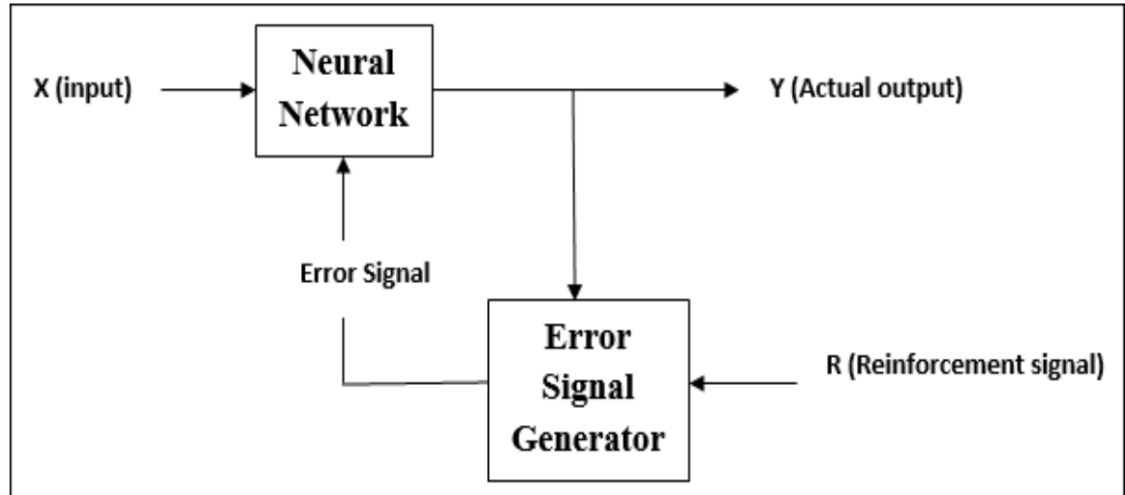 X (input)
Neural
Network
Y (Actual output)
Error Signal
Error
Signal
Generator
R (Reinforcement signal)